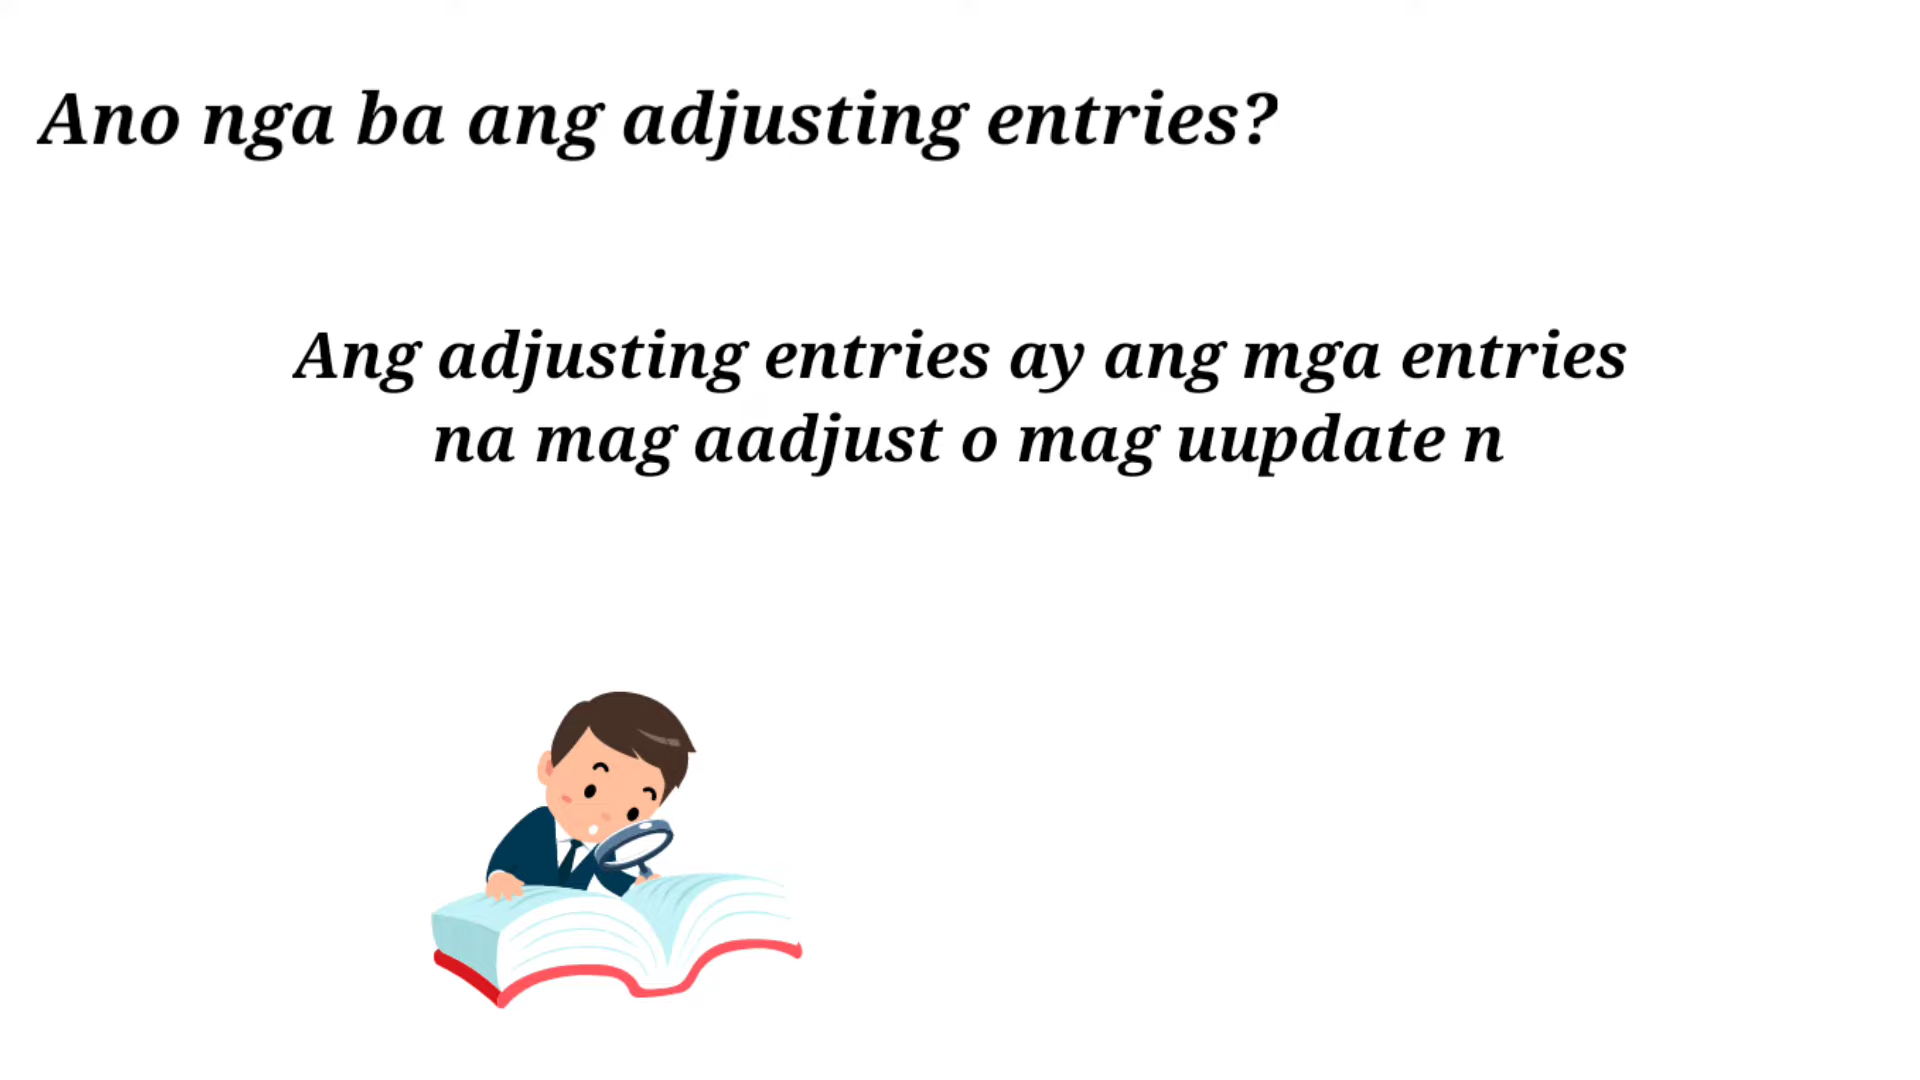 Ano nga ba ang adjusting entries?
Ang adjusting entries ay ang mga entries
na mag aadjust o mag uupdate n